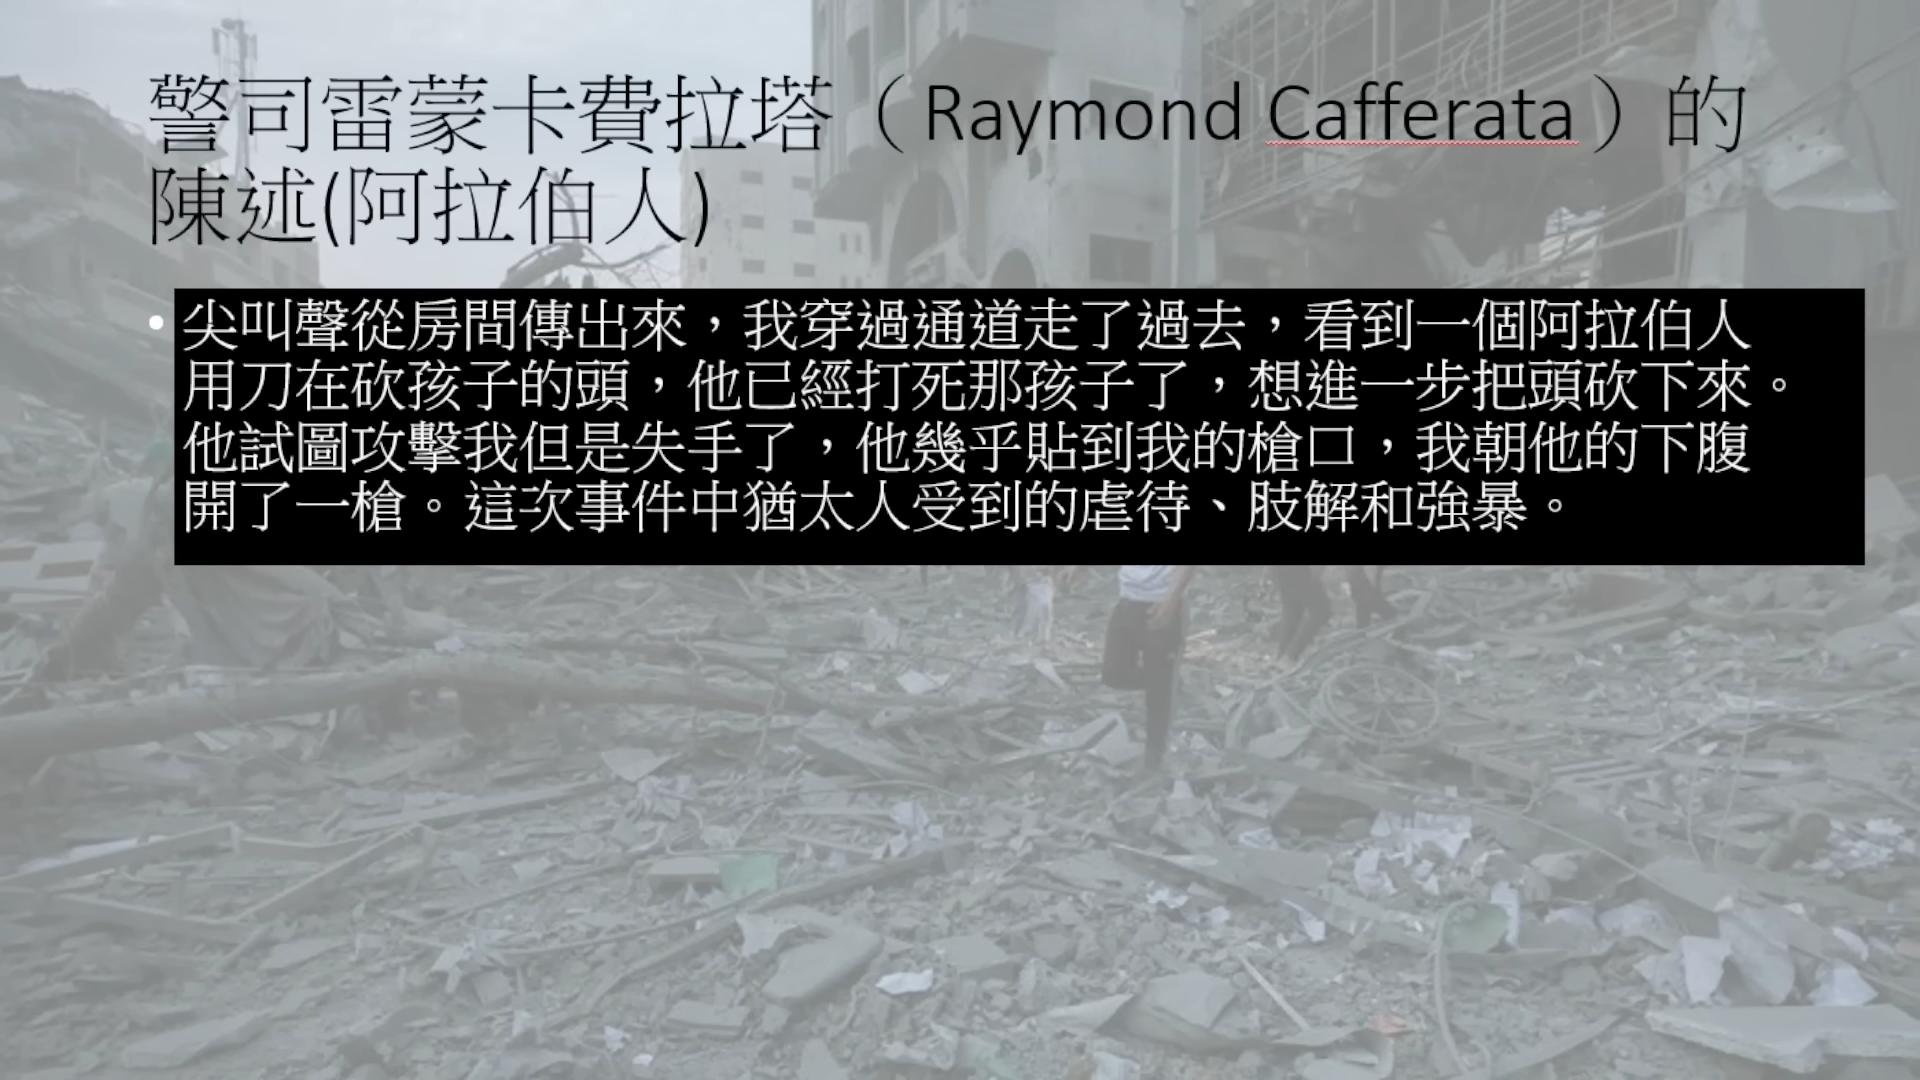 警司雷蒙卡費拉塔（Raymond Cafferata）的
陳述(阿拉伯人)
• 尖叫聲從房間傳出來，我穿過通道走了過去，看到一個阿拉伯人
用刀在砍孩子的頭，他已經打死那孩子了，想進一步把頭砍下來。
他試圖攻擊我但是失手了，他幾乎貼到我的槍口，我朝他的下腹
開了一槍。這次事件中猶太人受到的虐待、肢解和強暴。